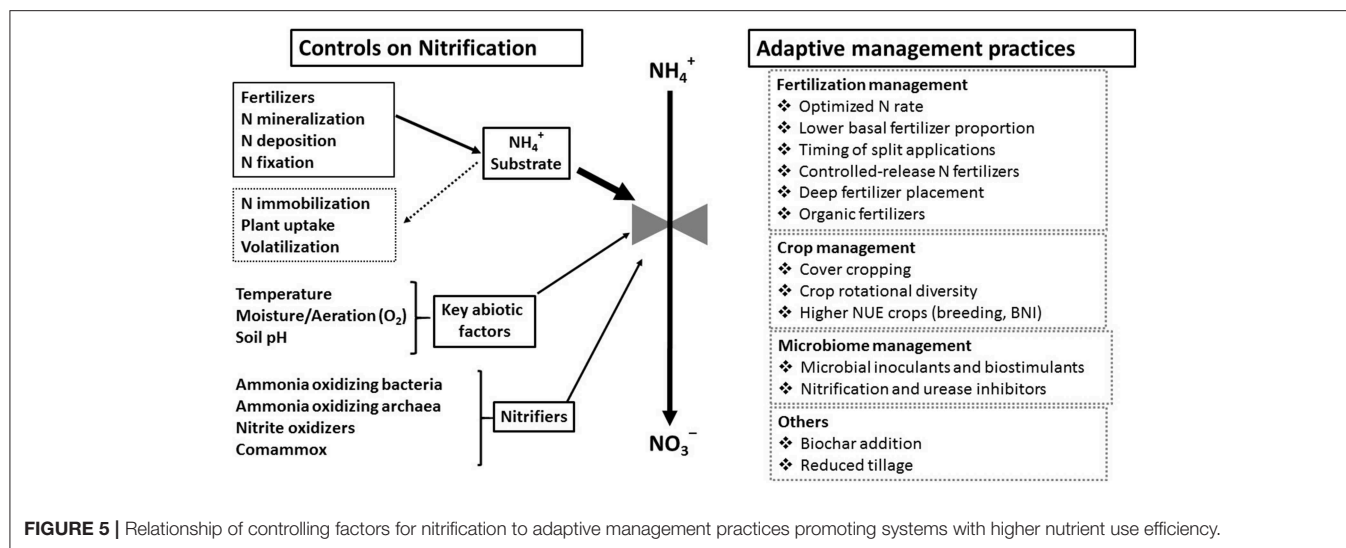 Controls on Nitrification
Fertilizers
N mineralization
N deposition
N fixation
NH₄⁺
Substrate
N immobilization
Plant uptake
Volatilization
Temperature
Moisture/Aeration (O₂)
Soil pH
Key abiotic
factors
Ammonia oxidizing bacteria
Ammonia oxidizing archaea
Nitrite oxidizers
Comammox
Nitrifiers
NH₄⁺
NO₃⁻
Adaptive management practices
Fertilization management
❖ Optimized N rate
❖ Lower basal fertilizer proportion
❖ Timing of split applications
❖ Controlled-release N fertilizers
❖ Deep fertilizer placement
❖ Organic fertilizers
Crop management
❖ Cover cropping
❖ Crop rotational diversity
❖ Higher NUE crops (breeding, BNI)
Microbiome management
❖ Microbial inoculants and biostimulants
❖ Nitrification and urease inhibitors
Others
❖ Biochar addition
❖ Reduced tillage
FIGURE 5 | Relationship of controlling factors for nitrification to adaptive management practices promoting systems with higher nutrient use efficiency.